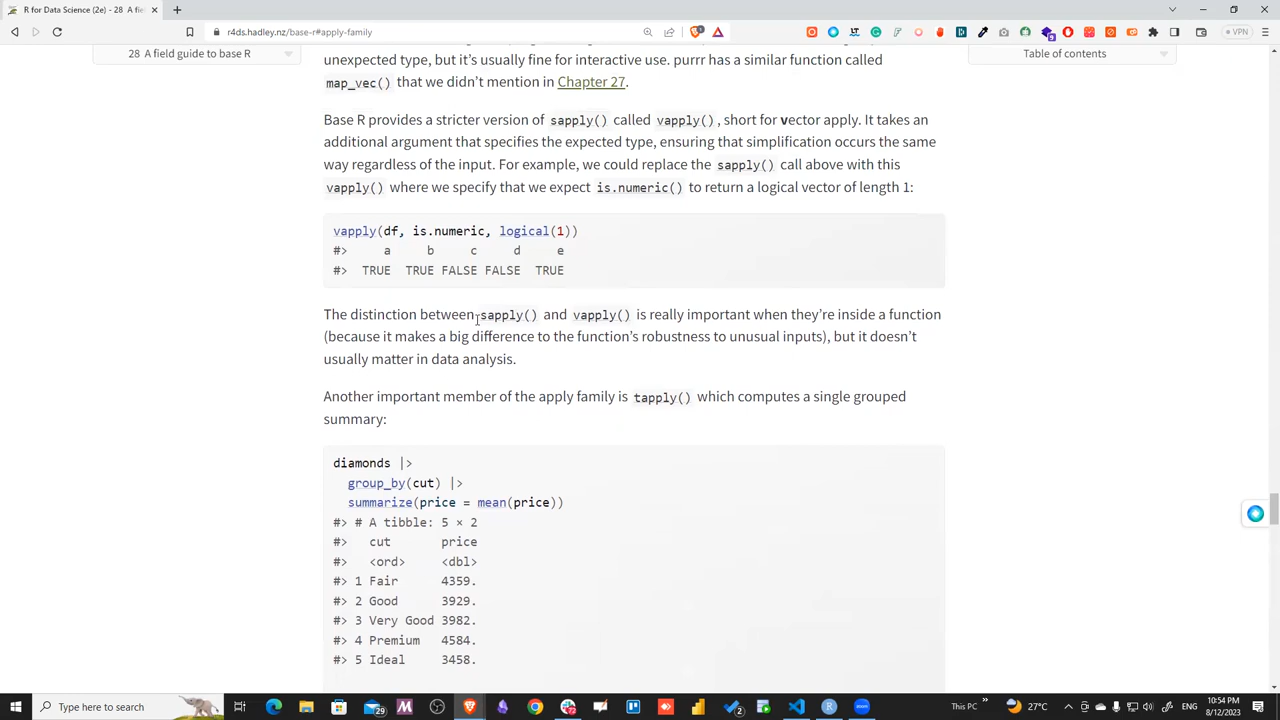 R for Data Science (2e) - 28 A fiel
r4ds.hadley.nz/base-r#apply-family
VPN
28 A field guide to base R
Table of contents
unexpected type, but it's usually fine for interactive use. purrr has a similar function called
map_vec() that we didn't mention in Chapter 27.
Base R provides a stricter version of sapply() called vapply(), short for vector apply. It takes an
additional argument that specifies the expected type, ensuring that simplification occurs the same
way regardless of the input. For example, we could replace the sapply() call above with this
vapply() where we specify that we expect is.numeric() to return a logical vector of length 1:
vapply(df, is.numeric, logical(1))
#> a b c d e
#> TRUE TRUE FALSE FALSE TRUE
The distinction between sapply() and vapply() is really important when they're inside a function
(because it makes a big difference to the function's robustness to unusual inputs), but it doesn't
usually matter in data analysis.
Another important member of the apply family is tapply() which computes a single grouped
summary:
diamonds |>
group_by(cut) |>
summarize(price = mean(price))
#> # A tibble: 5 × 2
#> cut price
#> <ord> <dbl>
#> 1 Fair 4359.
#> 2 Good 3929.
#> 3 Very Good 3982.
#> 4 Premium 4584.
#> 5 Ideal 3458.
Type here to search
29
2
This PC
27°C
10:54 PM
8/12/2023